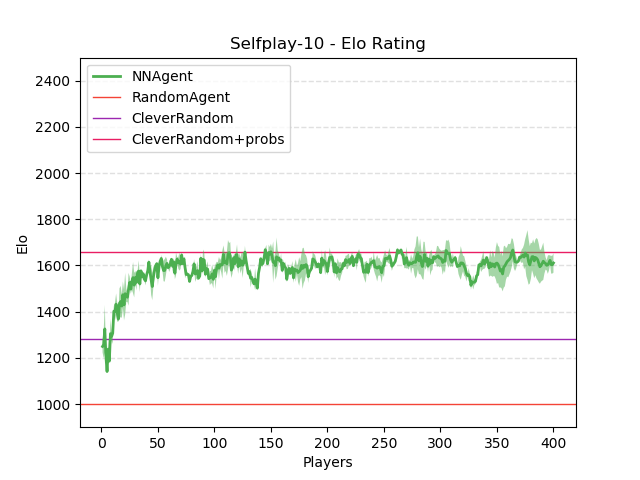 Selfplay-10 - Elo Rating
NNAgent
RandomAgent
CleverRandom
CleverRandom+probs
Elo
2400
2200
2000
1800
1600
1400
1200
1000
0 50 100 150 200 250 300 350 400
Players